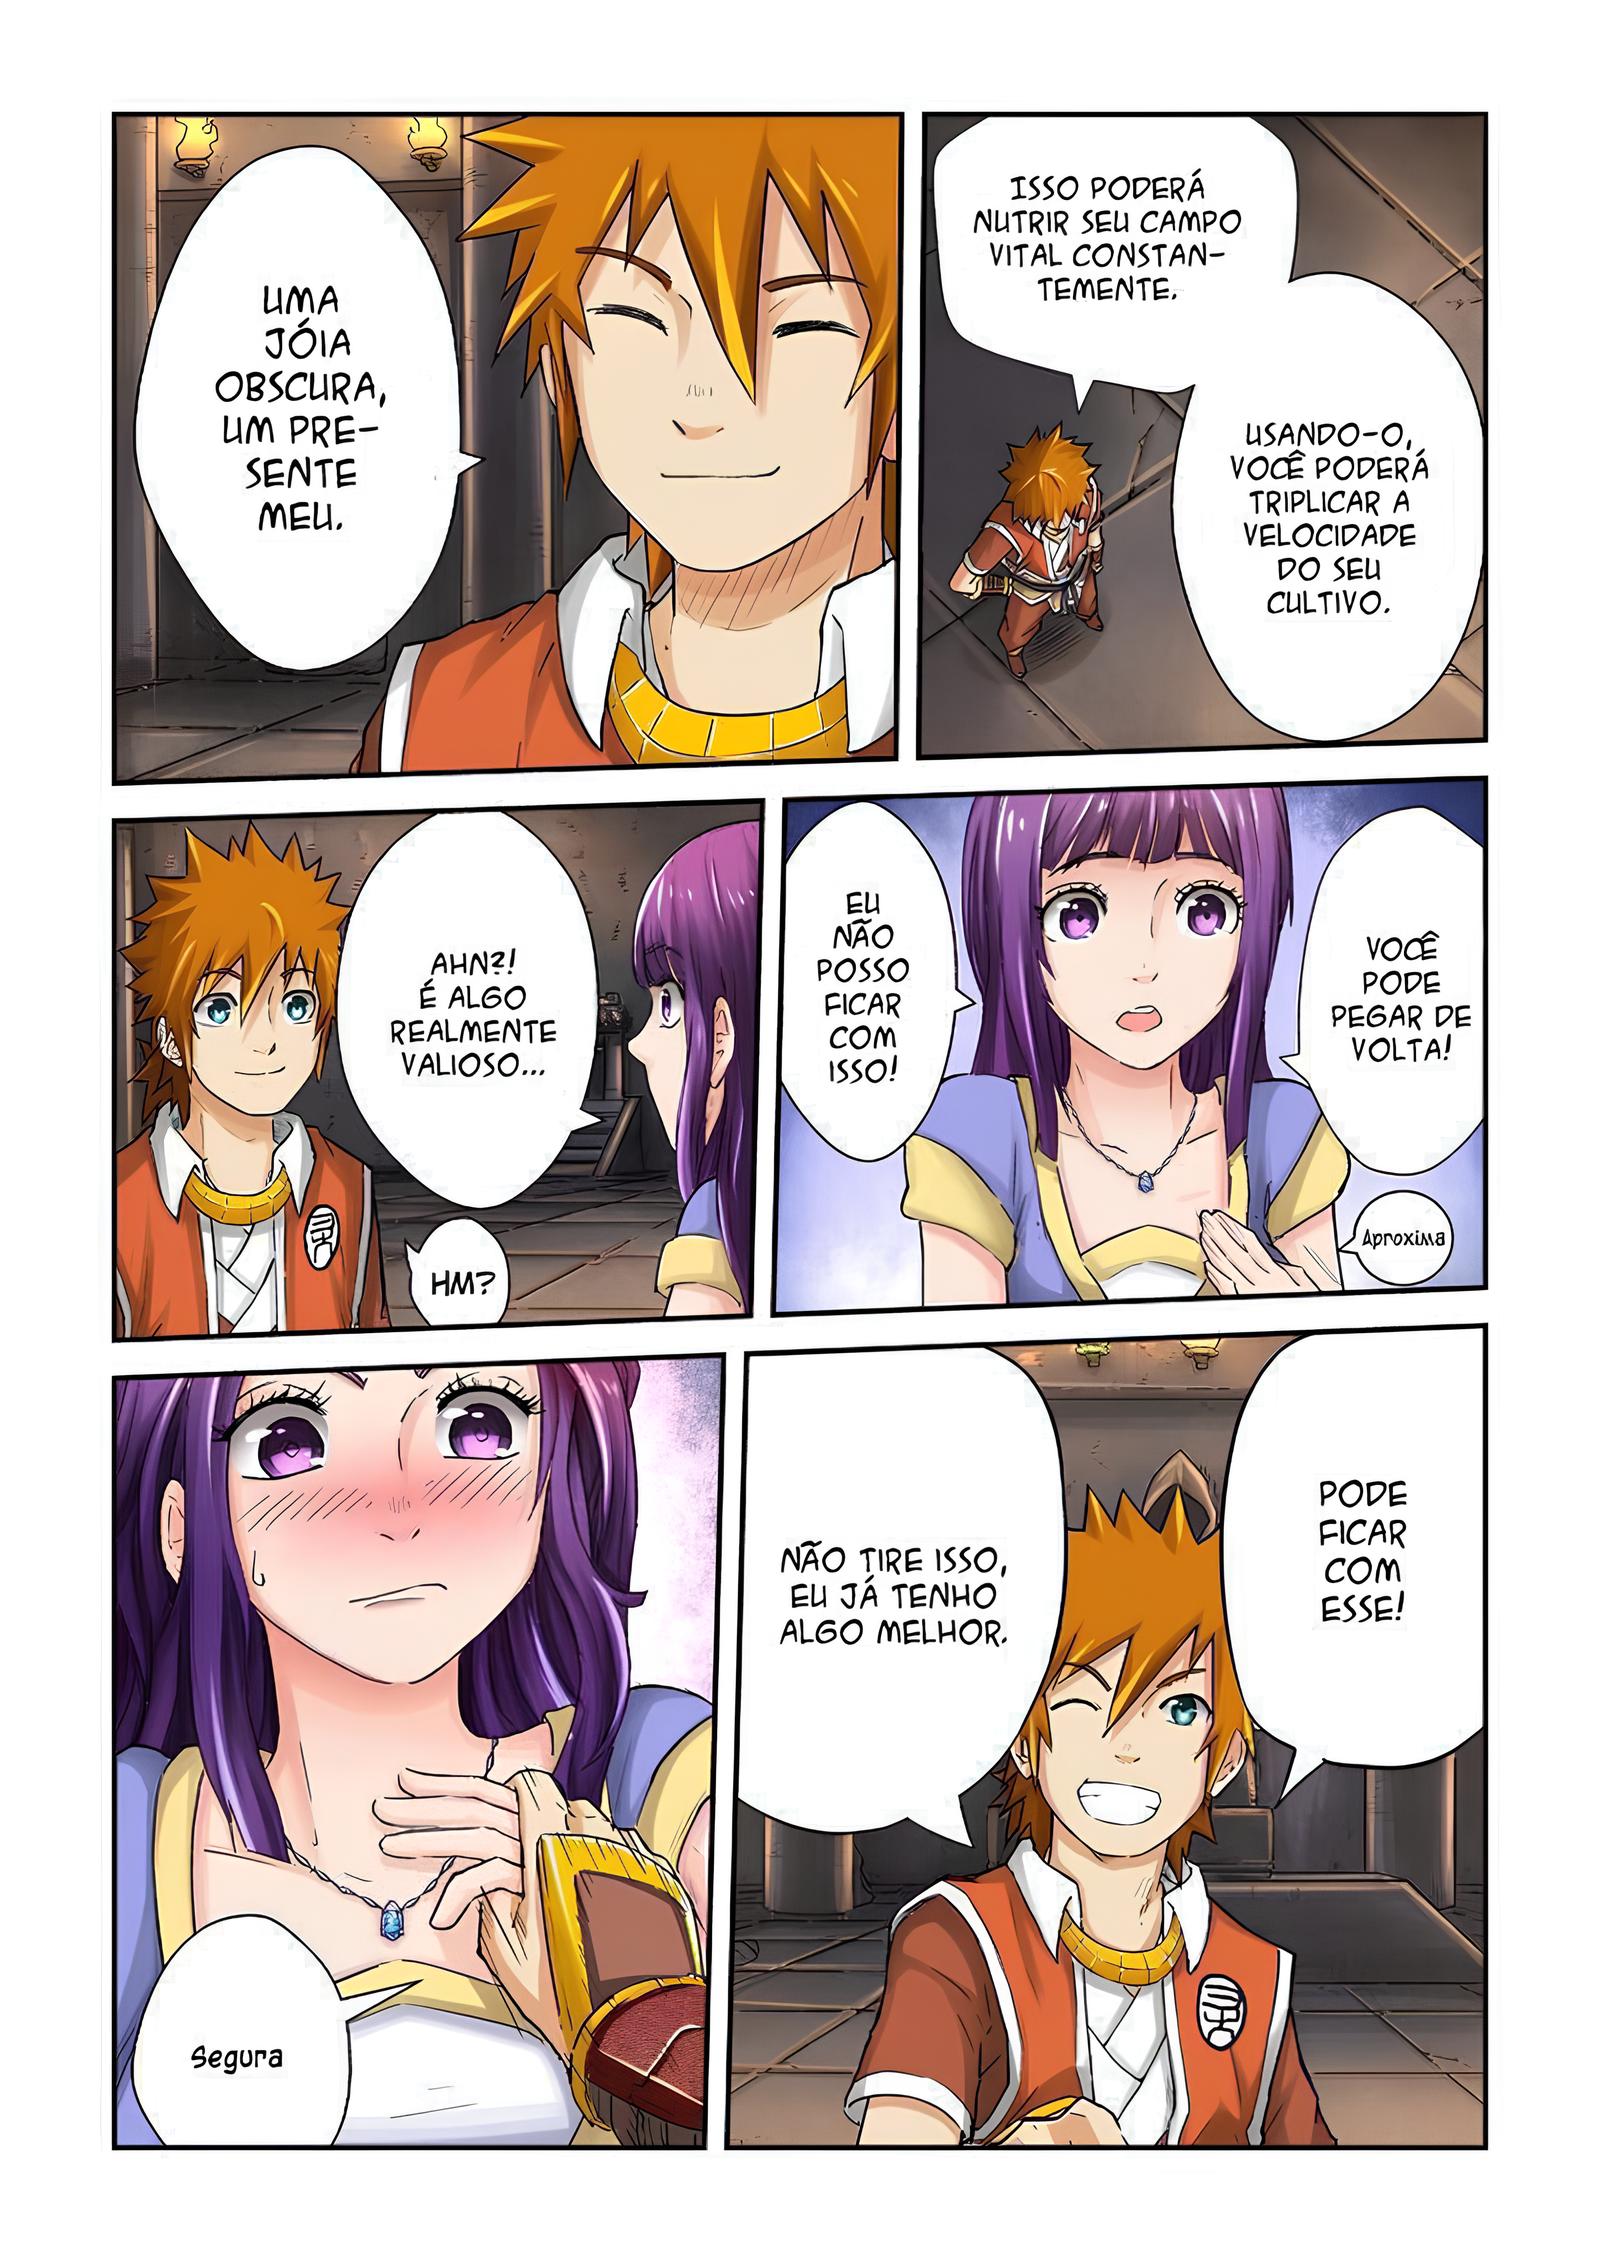 UMA
JÓIA
OBSCURA,
UM PRE-
SENTE
MEU.
ISSO PODERÁ
NUTRIR SEU CAMPO
VITAL CONSTAN-
TEMENTE.
USANDO-O,
VOCÊ PODERÁ
TRIPLICAR A
VELOCIDADE
DO SEU
CULTIVO.
AHN?!
É ALGO
REALMENTE
VALIOSO...
HM?
EU
NÃO
POSSO
FICAR
COM
ISSO!
VOCÊ
PODE
PEGAR DE
VOLTA!
Aproxima
Segura
NÃO TIRE ISSO,
EU JÁ TENHO
ALGO MELHOR.
PODE
FICAR
COM
ESSE!